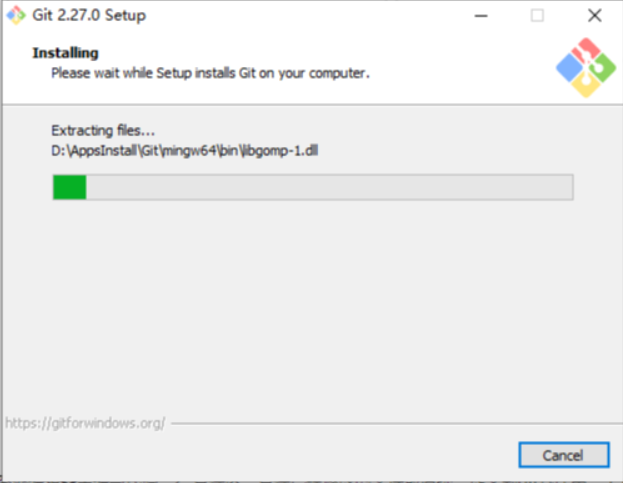 Git 2.27.0 Setup
Installing
Please wait while Setup installs Git on your computer.
Extracting files...
D:\AppsInstall\Git\mingw64\bin\libgomp-1.dll
https://gitforwindows.org/
Cancel